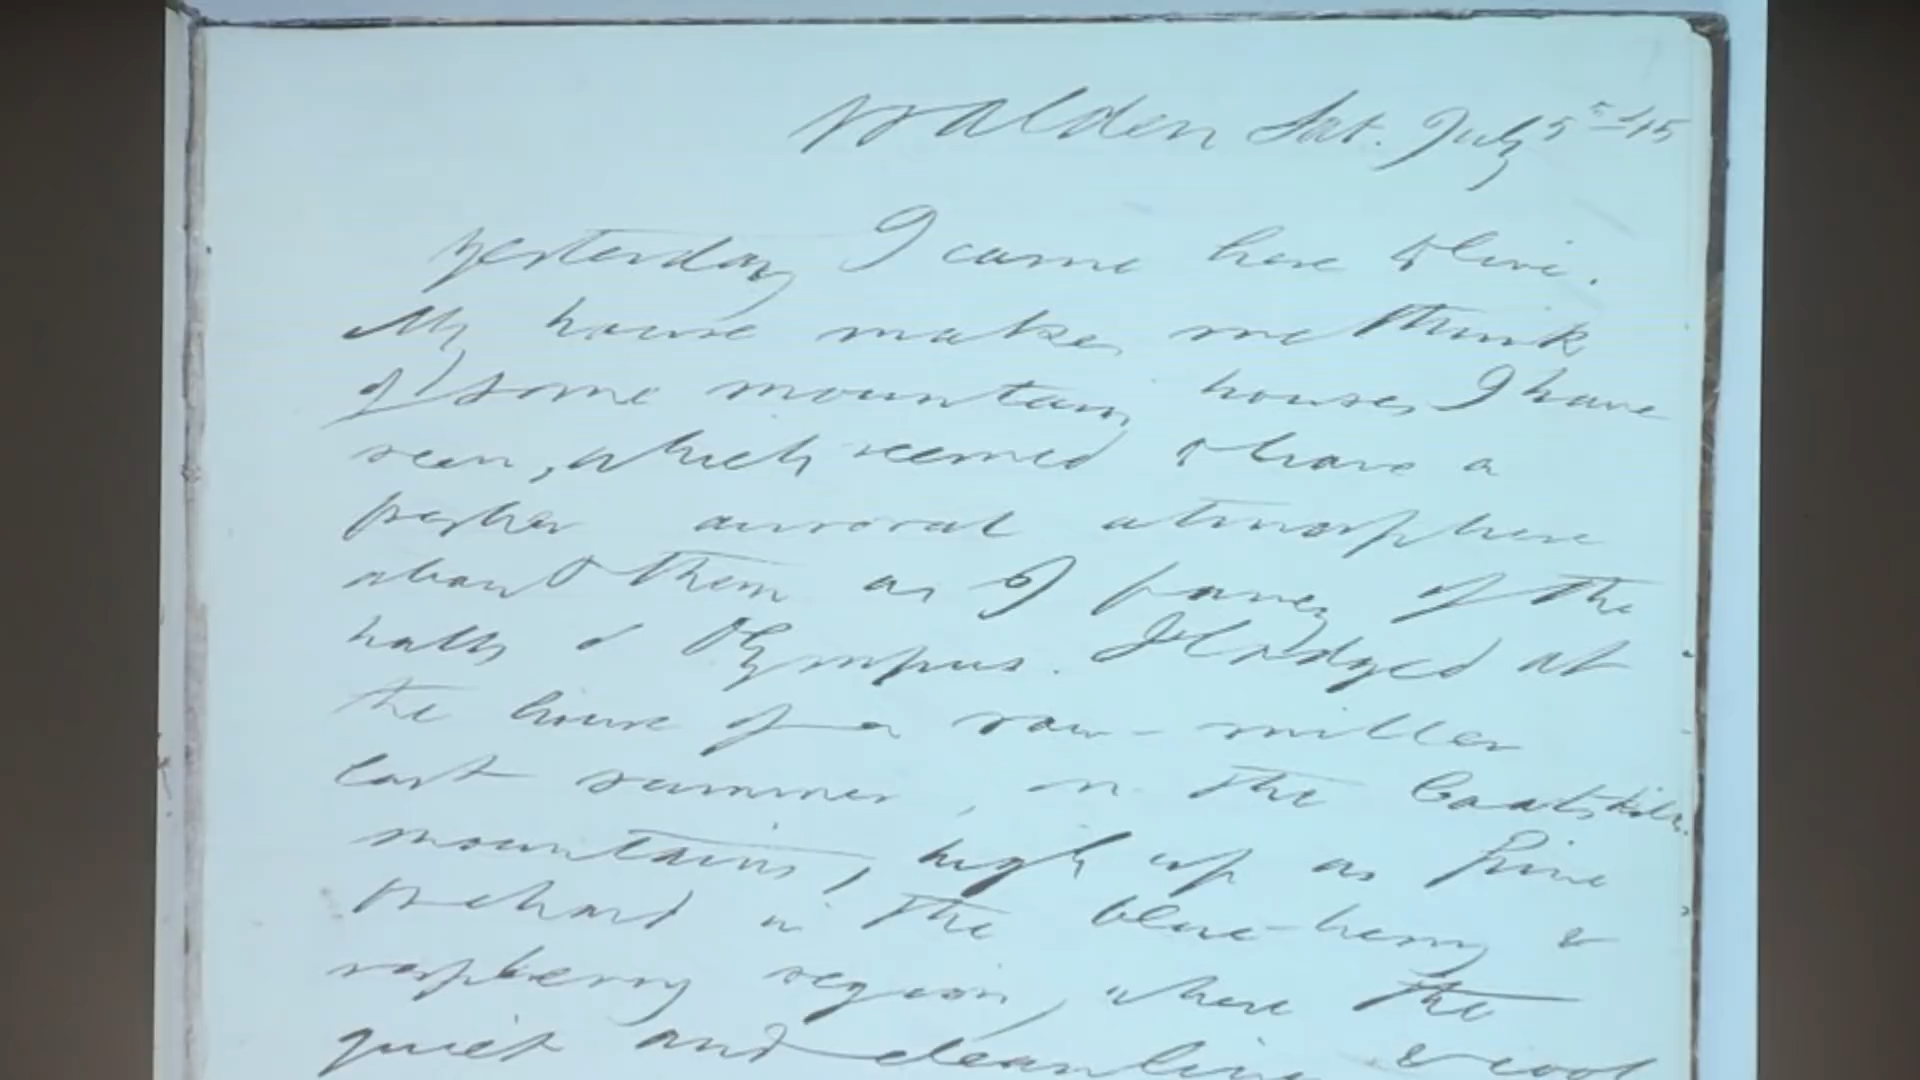 Walden Sat. July 5th—45
Yesterday I came here to live.
My house makes me think
of some mountain houses I have
seen, which seemed to have a
fresher auroral atmosphere
about them as I fancy of the
halls of Olympus. I lodged at
the house of a saw-miller
last summer, in the Caatskills
mountains, high up as Pine
orchard in the blue-berry &
raspberry region, where the
quiet and cleanliness & cool